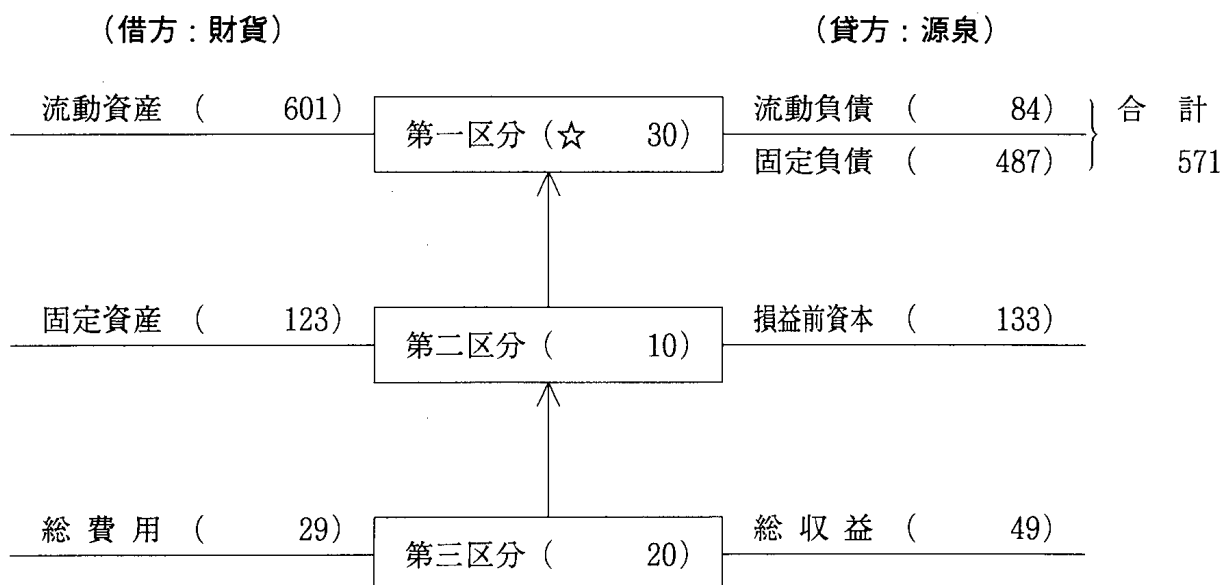 (借方:財貨) (貸方:源泉)
流動資産 ( 601) 第一区分 (☆ 30) 流動負債 ( 84) 合 計
固定負債 ( 487) 571
固定資産 ( 123) 第二区分 ( 10) 損益前資本 ( 133)
総 費 用 ( 29) 第三区分 ( 20) 総 収 益 ( 49)